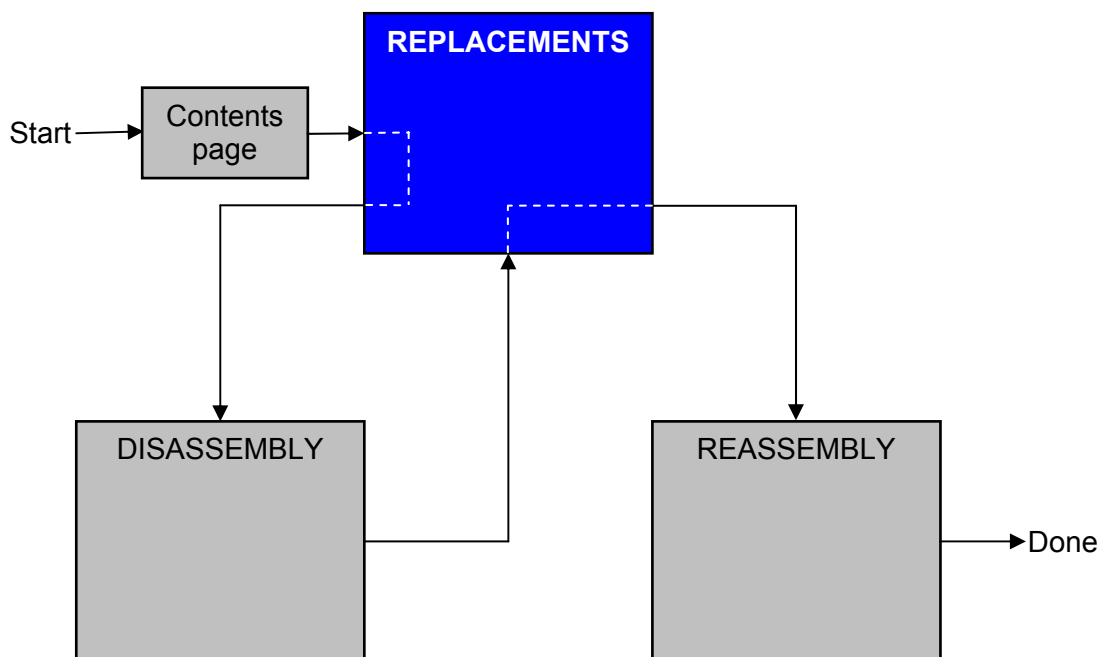 REPLACEMENTS
Start
Contents
page
DISASSEMBLY
REASSEMBLY
Done